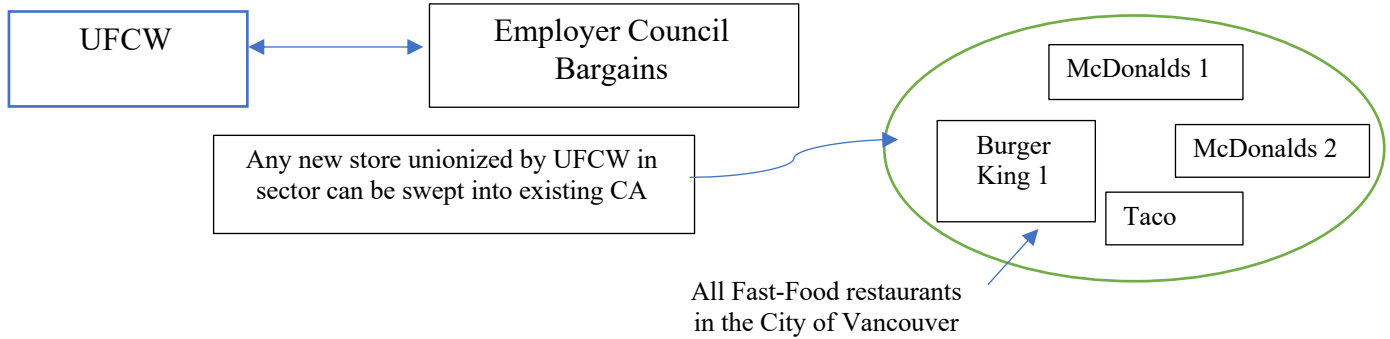 UFCW
Employer Council
Bargains
McDonalds 1
Any new store unionized by UFCW in
sector can be swept into existing CA
Burger
King 1
McDonalds 2
Taco
All Fast-Food restaurants
in the City of Vancouver